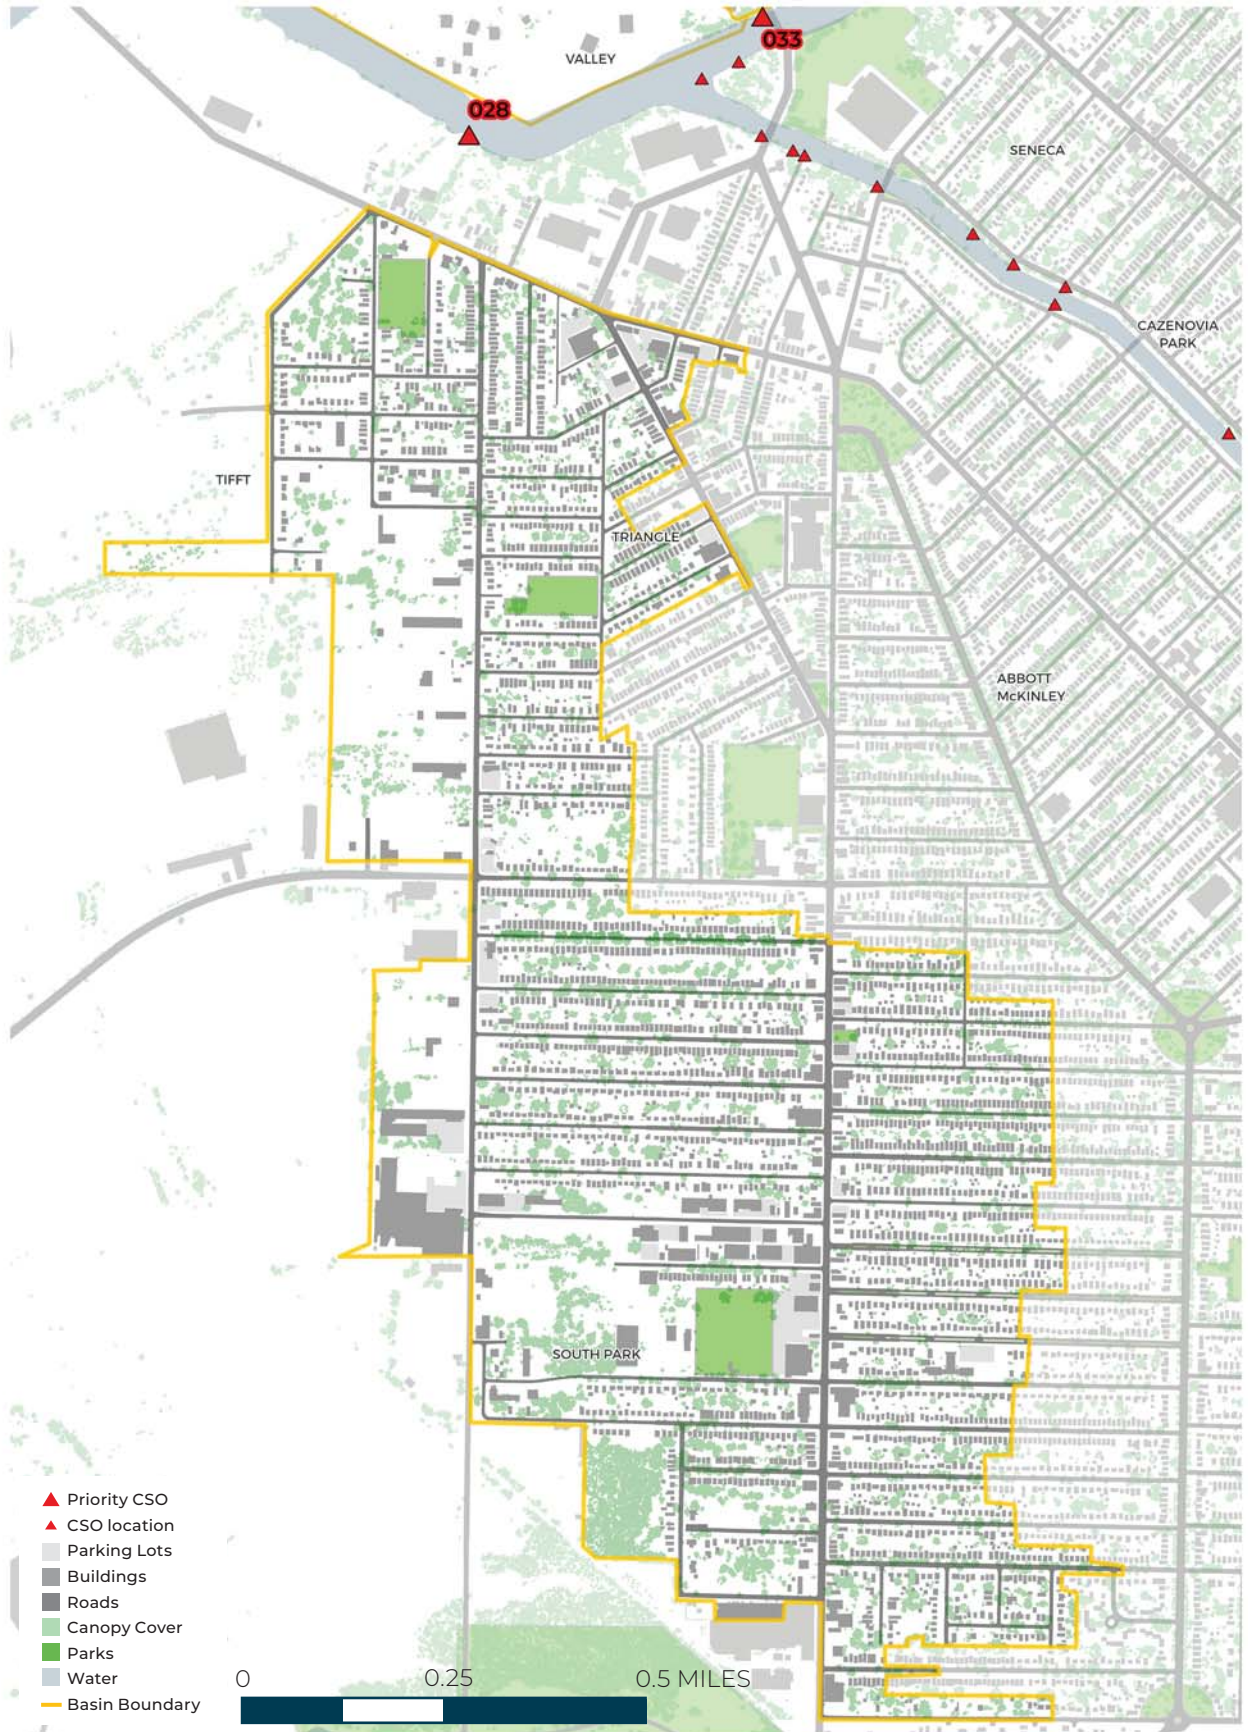 033
VALLEY
028
SENECA
CAZENOVIA
PARK
TIFFT
TRIANGLE
ABBOTT
McKINLEY
SOUTH PARK
Priority CSO
CSO location
Parking Lots
Buildings
Roads
Canopy Cover
Parks
Water
Basin Boundary
0 0.25 0.5 MILES